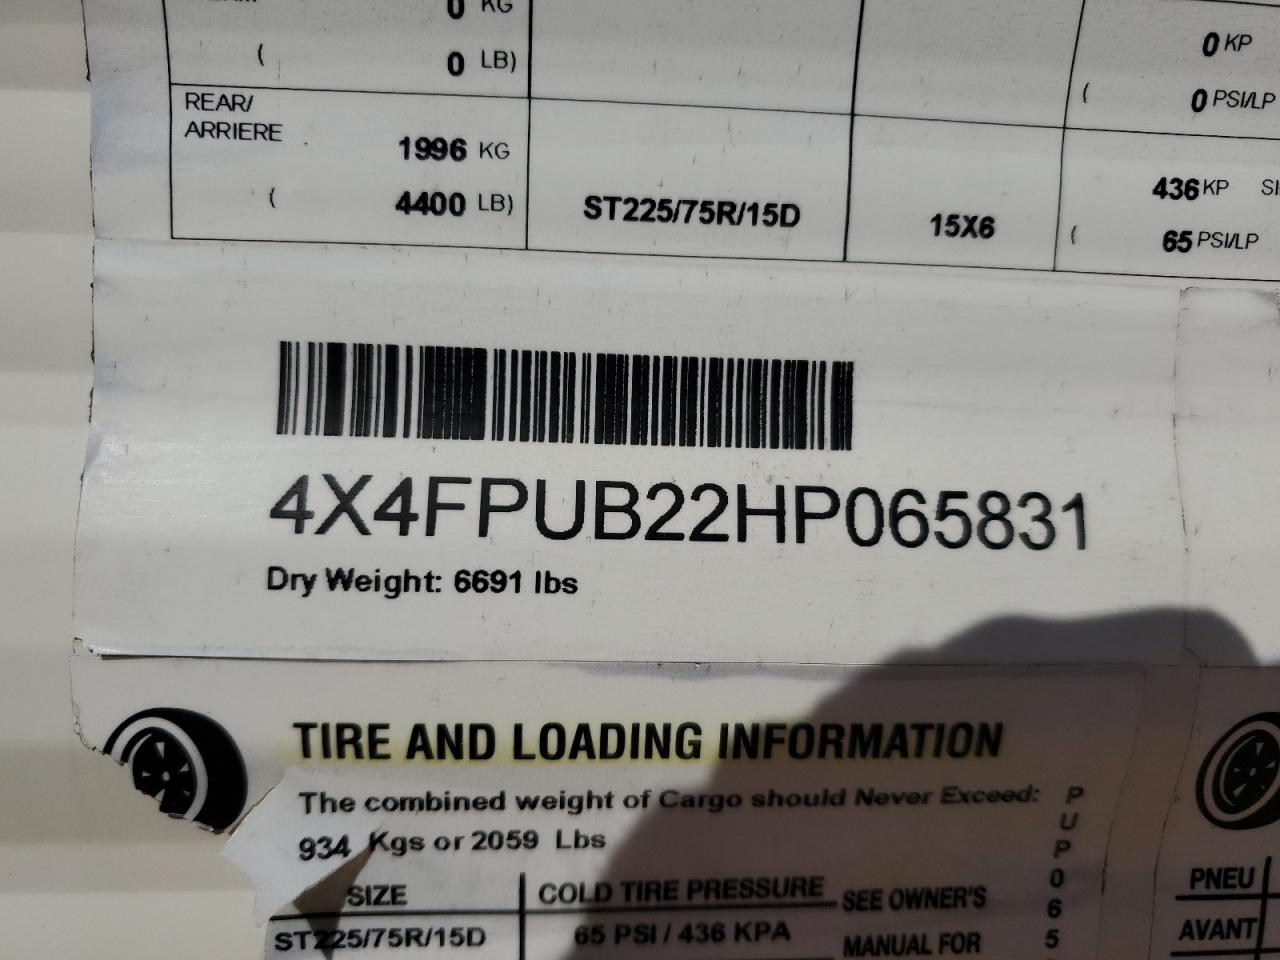 0 KG
( 0 LB)
0 KP
( 0 PSI/LP
REAR/
ARRIERE
1996 KG
( 4400 LB)
ST225/75R/15D
15X6
436 KP
( 65 PSI/LP
4X4FPUB22HP065831
Dry Weight: 6691 lbs
TIRE AND LOADING INFORMATION
The combined weight of Cargo should Never Exceed:
934 Kgs or 2059 Lbs
SIZE
COLD TIRE PRESSURE
SEE OWNER'S
ST225/75R/15D
65 PSI / 436 KPA
MANUAL FOR
P
U
P
0
6
5
PNEU
AVANT